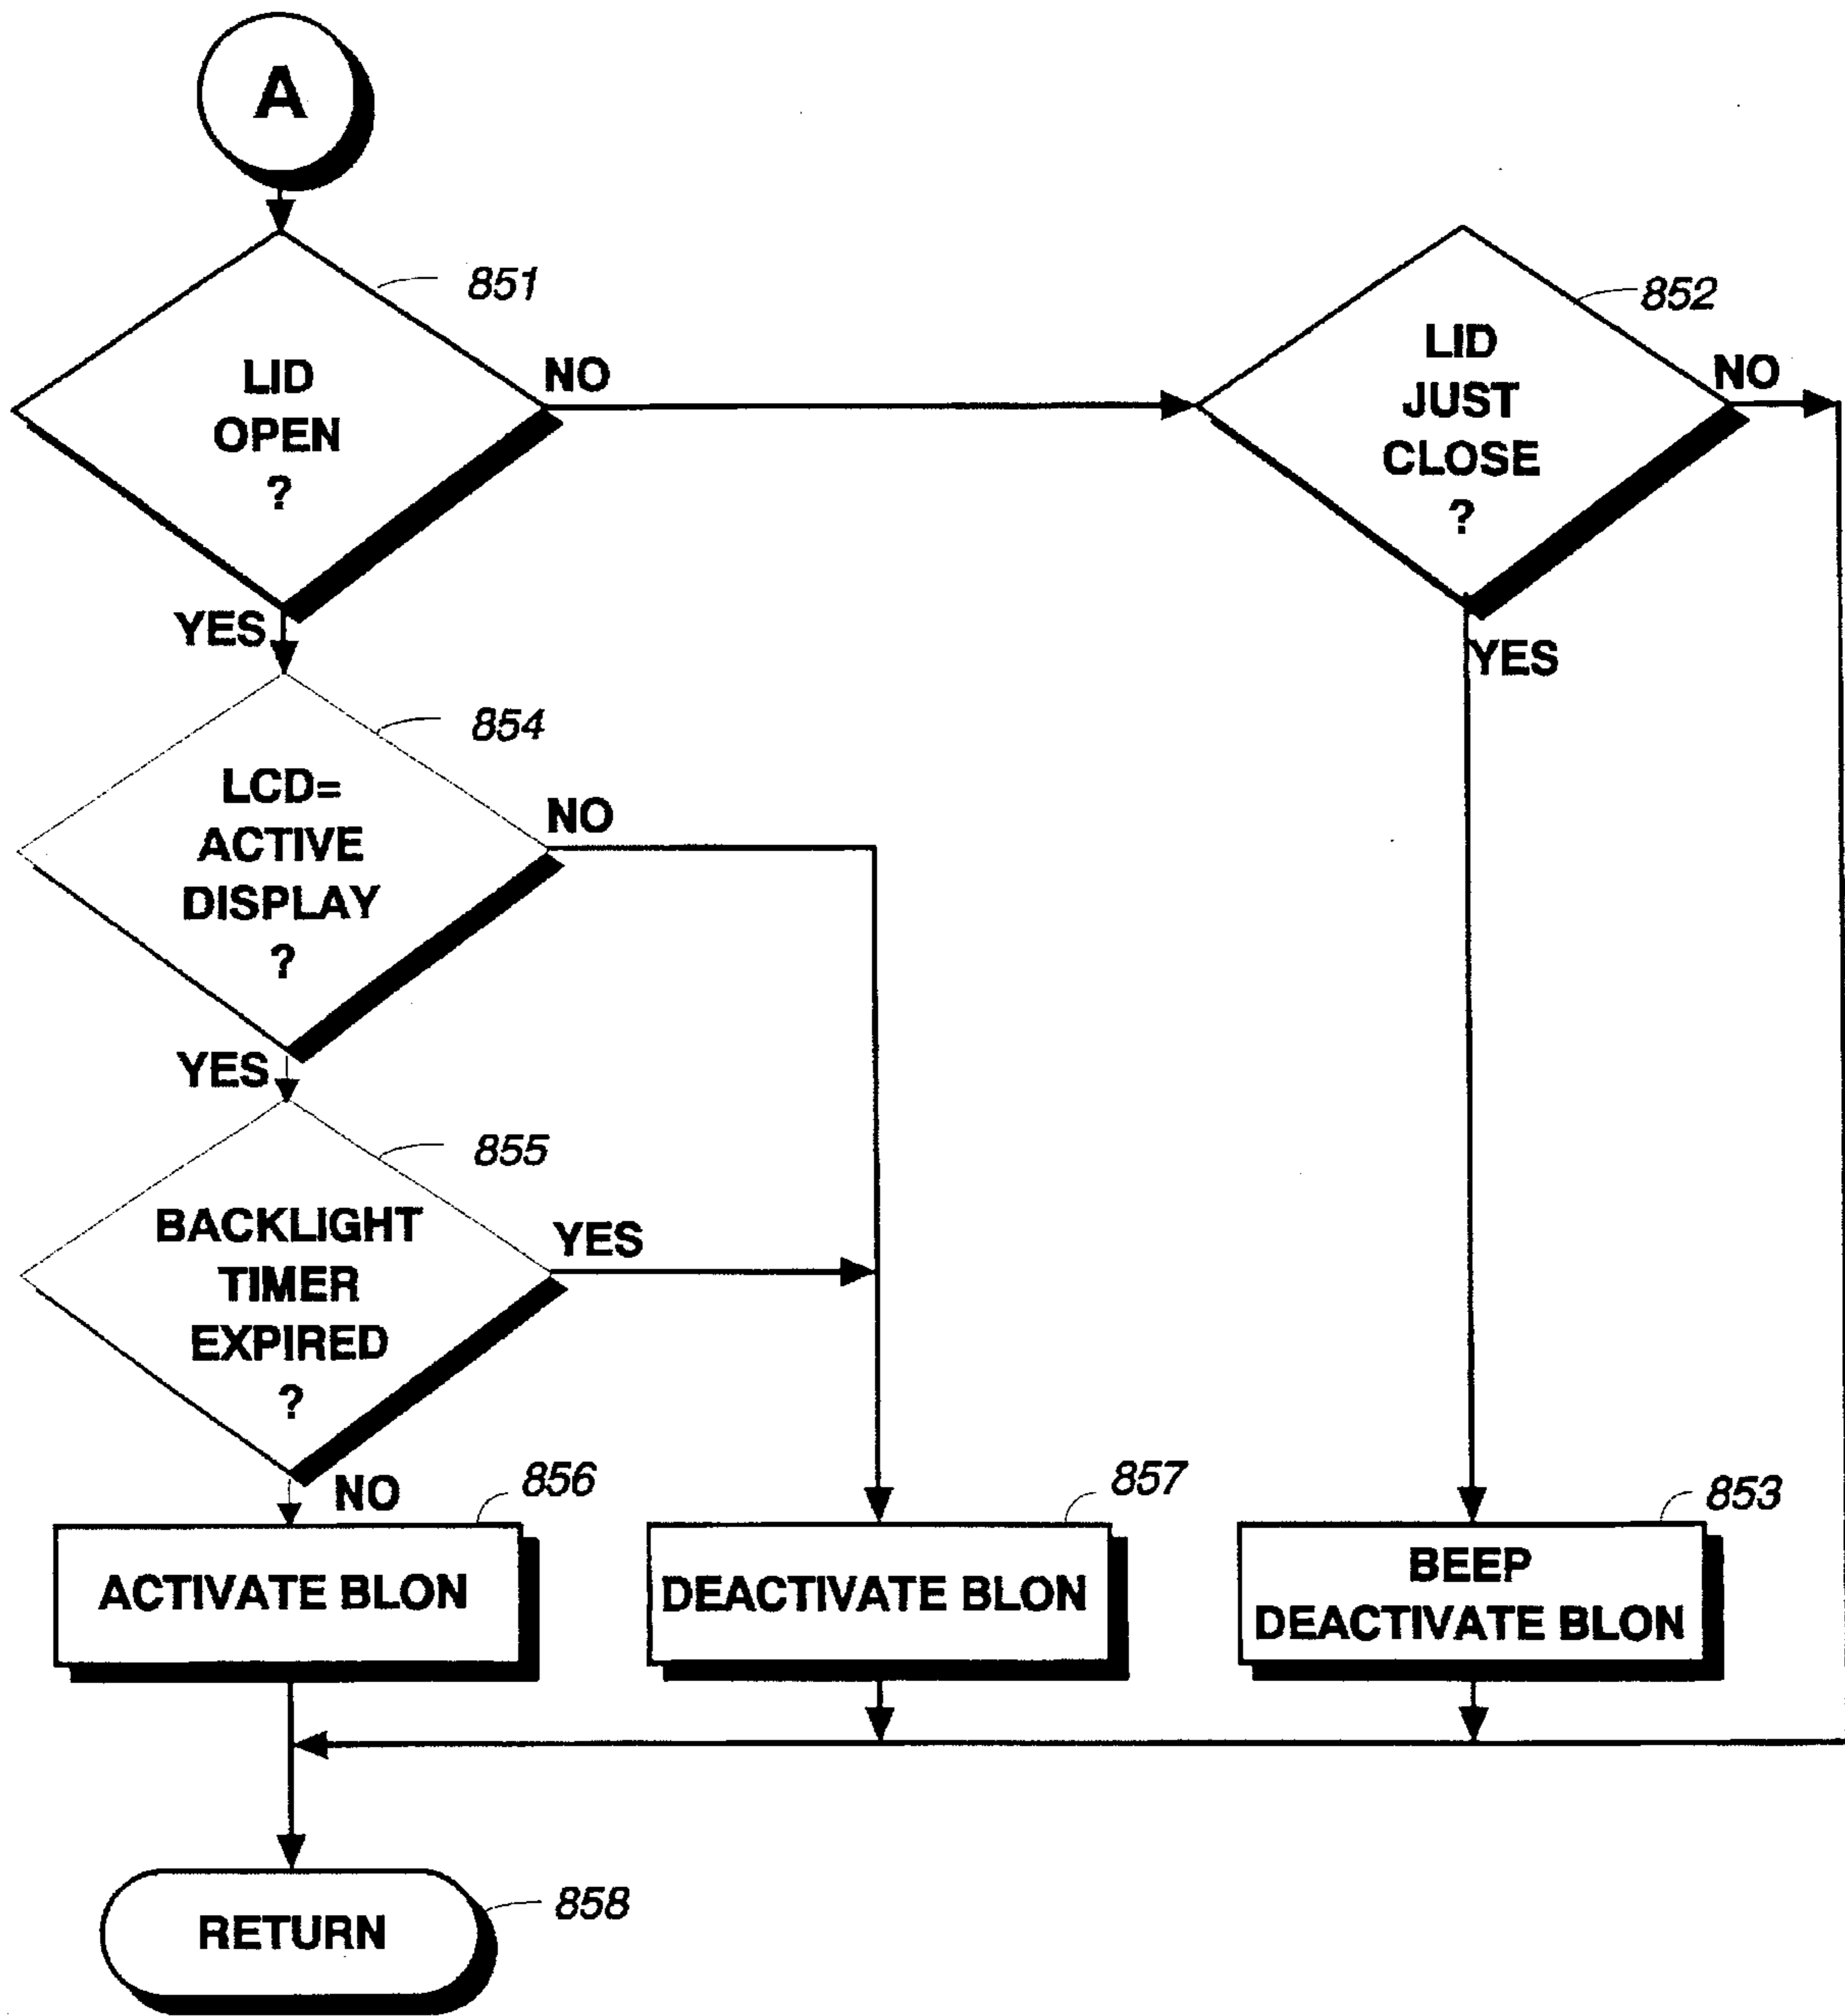 A
851
LID
OPEN
?
NO
YES
852
LID
JUST
CLOSE
?
NO
YES
854
LCD=
ACTIVE
DISPLAY
?
NO
YES
855
BACKLIGHT
TIMER
EXPIRED
?
YES
NO
856
ACTIVATE BLON
857
DEACTIVATE BLON
853
BEEP
DEACTIVATE BLON
RETURN
858